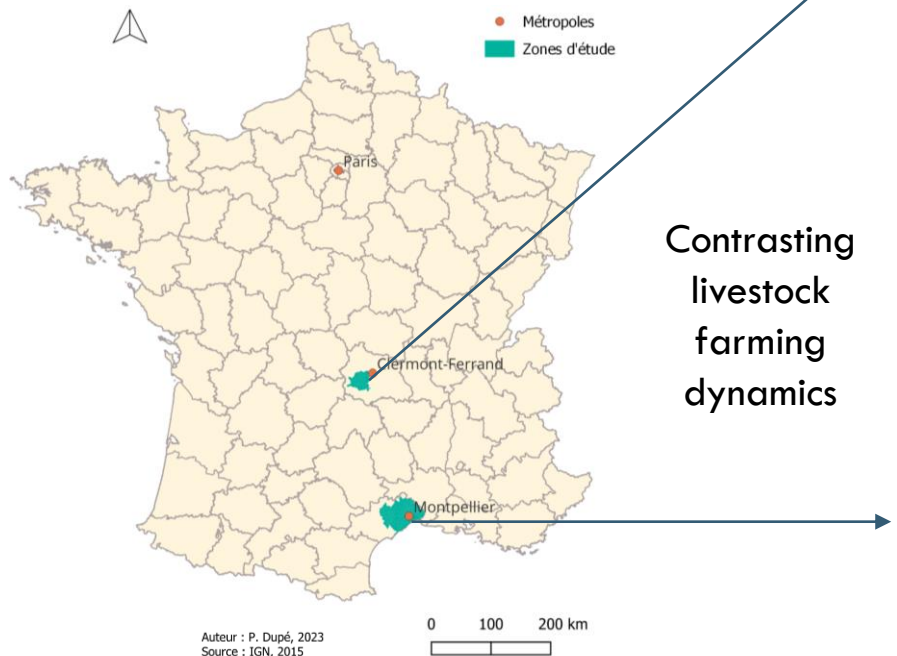 Métropoles
Zones d'étude
Paris
Contrasting
livestock
farming
dynamics
Clermont-Ferrand
Montpellier
Auteur : P. Dupé, 2023
Source : IGN, 2015
0 100 200 km